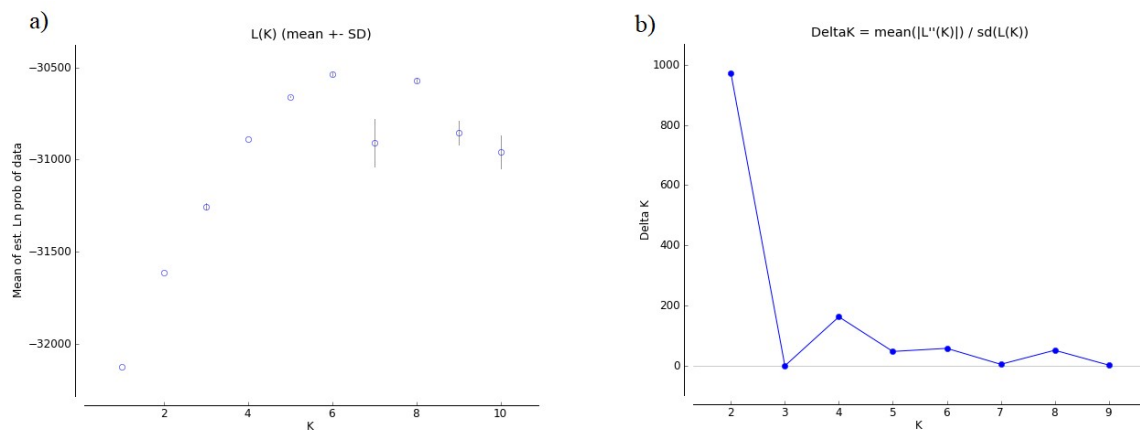 a)
L(K) (mean +- SD)
Mean of est. Ln prob of data
−30500
−31000
−31500
−32000
2
4
6
8
10
K
b)
DeltaK = mean(|L''(K)|) / sd(L(K))
Delta K
1000
800
600
400
200
0
2
3
4
5
6
7
8
9
K